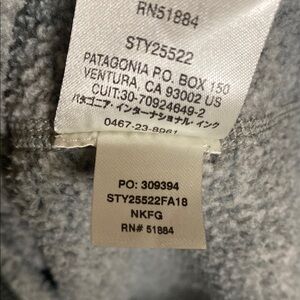 RN51884
STY25522
PATAGONIA P.O. BOX 150
VENTURA, CA 93002 US
CUIT:30-70924649-2
パタゴニア・インターナショナル・インク
0467-23-8961
PO: 309394
STY25522FA18
NKFG
RN# 51884